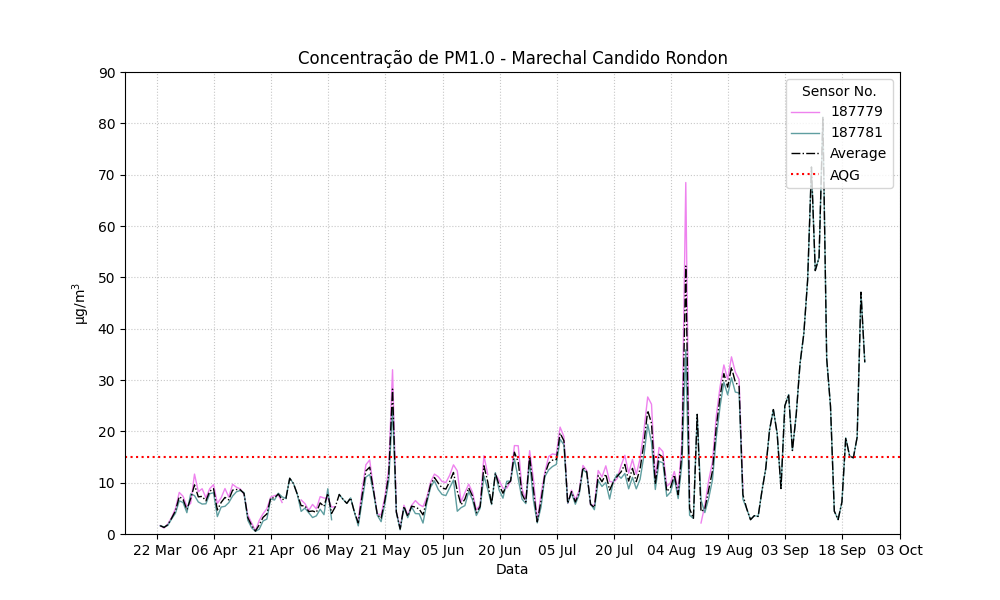 Concentração de PM1.0 - Marechal Candido Rondon
90
80
70
60
50
40
30
20
10
0
µg/m³
Sensor No.
187779
187781
Average
AQG
22 Mar 06 Apr 21 Apr 06 May 21 May 05 Jun 20 Jun 05 Jul 20 Jul 04 Aug 19 Aug 03 Sep 18 Sep 03 Oct
Data